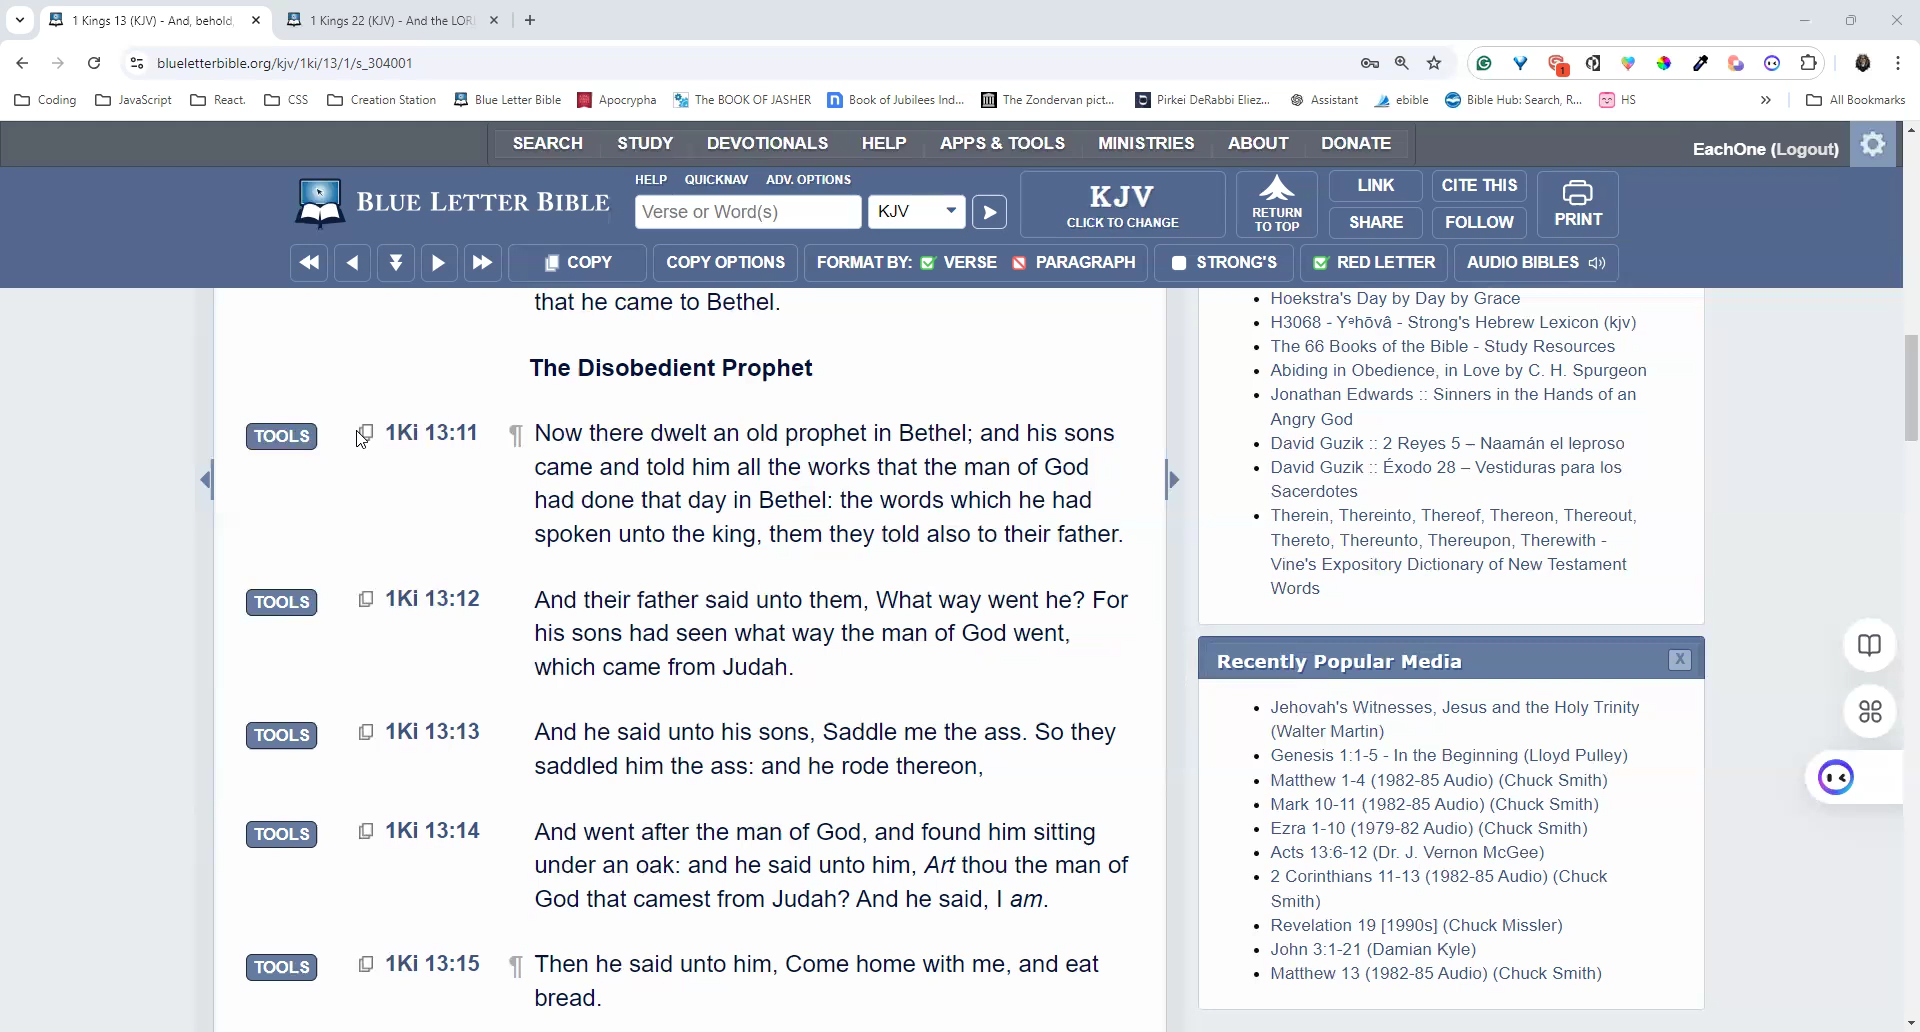 1 Kings 13 (KJV) - And, behold,
1 Kings 22 (KJV) - And the LOR
blueletterbible.org/kjv/1ki/13/1/s_304001
1
Coding
JavaScript
React.
CSS
Creation Station
Blue Letter Bible
Apocrypha
The BOOK OF JASHER
Book of Jubilees Ind...
The Zondervan pict...
Pirkei DeRabbi Eliez...
Assistant
ebible
Bible Hub: Search, R...
HS
All Bookmarks
SEARCH STUDY DEVOTIONALS HELP APPS & TOOLS MINISTRIES ABOUT DONATE
EachOne (Logout)
BLUE LETTER BIBLE
HELP QUICKNAV ADV. OPTIONS
Verse or Word(s)
KJV
KJV
CLICK TO CHANGE
RETURN
TO TOP
LINK
CITE THIS
SHARE
FOLLOW
PRINT
COPY
COPY OPTIONS
FORMAT BY: VERSE PARAGRAPH
STRONG'S
RED LETTER
AUDIO BIBLES
that he came to Bethel.
The Disobedient Prophet
TOOLS 1Ki 13:11 ¶ Now there dwelt an old prophet in Bethel; and his sons
came and told him all the works that the man of God
had done that day in Bethel: the words which he had
spoken unto the king, them they told also to their father.
TOOLS 1Ki 13:12 And their father said unto them, What way went he? For
his sons had seen what way the man of God went,
which came from Judah.
TOOLS 1Ki 13:13 And he said unto his sons, Saddle me the ass. So they
saddled him the ass: and he rode thereon,
TOOLS 1Ki 13:14 And went after the man of God, and found him sitting
under an oak: and he said unto him, Art thou the man of
God that camest from Judah? And he said, I am.
TOOLS 1Ki 13:15 ¶ Then he said unto him, Come home with me, and eat
bread.
• Hoekstra's Day by Day by Grace
• H3068 - Yᵊhōvâ - Strong's Hebrew Lexicon (kjv)
• The 66 Books of the Bible - Study Resources
• Abiding in Obedience, in Love by C. H. Spurgeon
• Jonathan Edwards :: Sinners in the Hands of an
Angry God
• David Guzik :: 2 Reyes 5 – Naamán el leproso
• David Guzik :: Éxodo 28 – Vestiduras para los
Sacerdotes
• Therein, Thereinto, Thereof, Thereon, Thereout,
Thereto, Thereunto, Thereupon, Therewith -
Vine's Expository Dictionary of New Testament
Words
Recently Popular Media
X
• Jehovah's Witnesses, Jesus and the Holy Trinity
(Walter Martin)
• Genesis 1:1-5 - In the Beginning (Lloyd Pulley)
• Matthew 1-4 (1982-85 Audio) (Chuck Smith)
• Mark 10-11 (1982-85 Audio) (Chuck Smith)
• Ezra 1-10 (1979-82 Audio) (Chuck Smith)
• Acts 13:6-12 (Dr. J. Vernon McGee)
• 2 Corinthians 11-13 (1982-85 Audio) (Chuck
Smith)
• Revelation 19 [1990s] (Chuck Missler)
• John 3:1-21 (Damian Kyle)
• Matthew 13 (1982-85 Audio) (Chuck Smith)